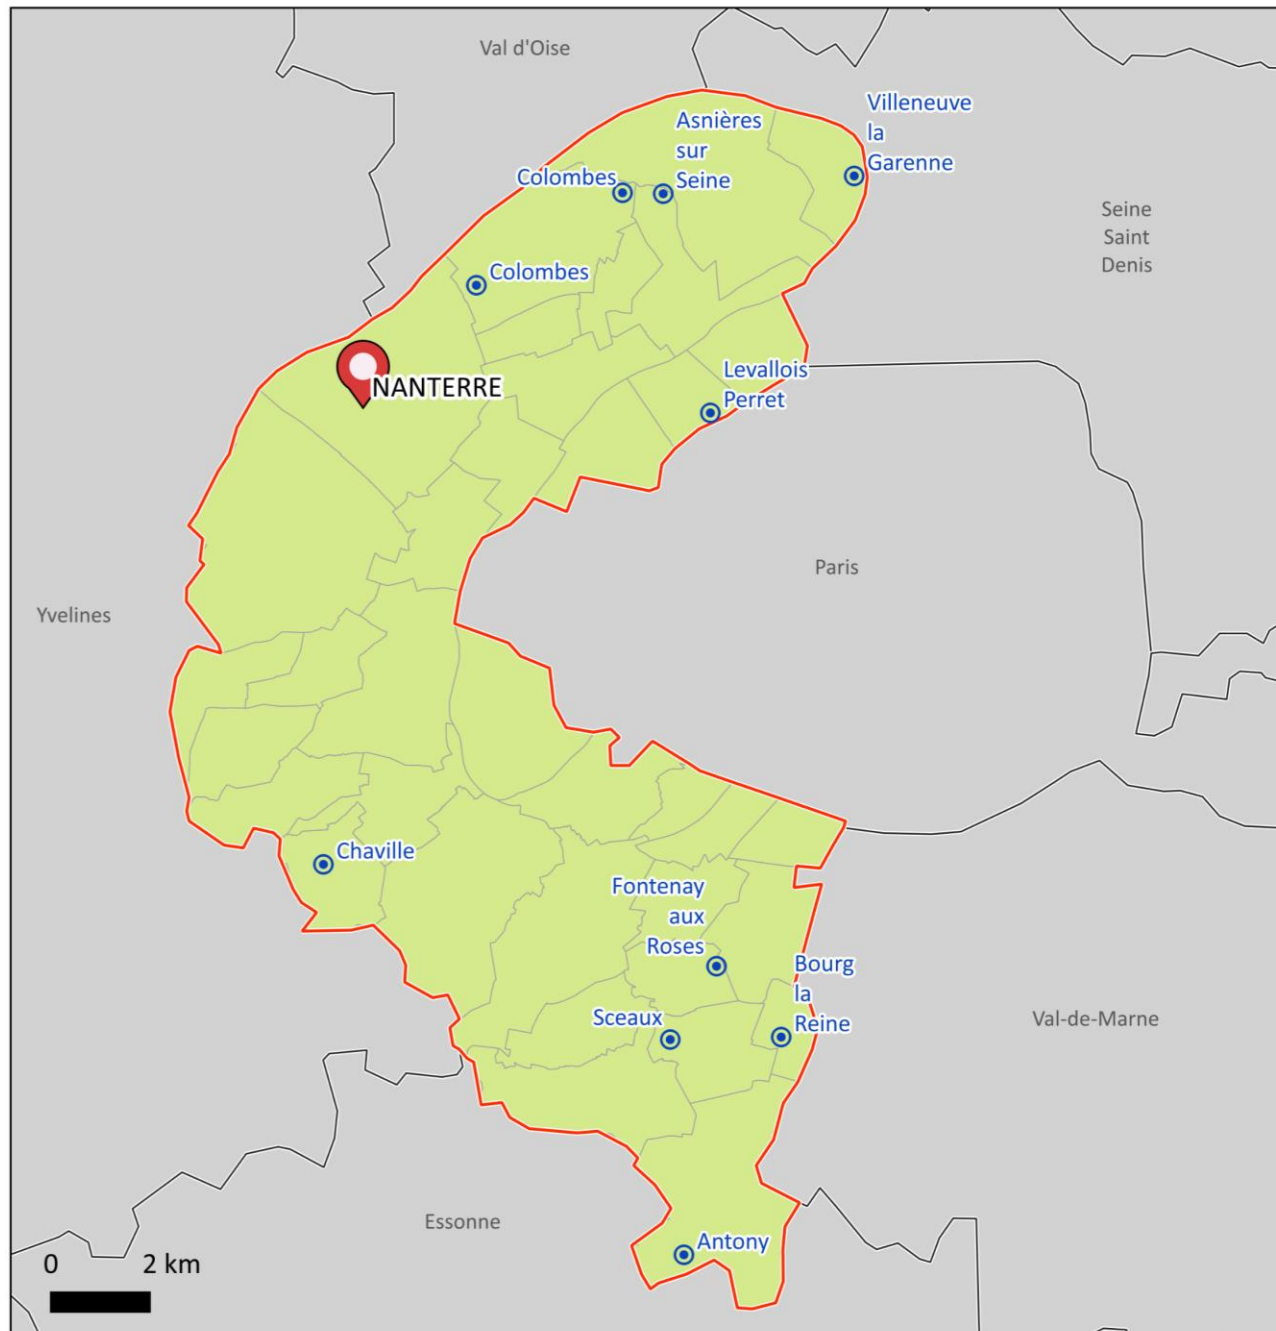 Val d'Oise
Villeneuve
la
Garenne
Asnières
sur
Seine
Colombes
Seine
Saint
Denis
Colombes
Levallois
Perret
NANTERRE
Paris
Yvelines
Chaville
Fontenay
aux
Roses
Bourg
la
Reine
Sceaux
Val-de-Marne
Essonne
Antony
0 2 km